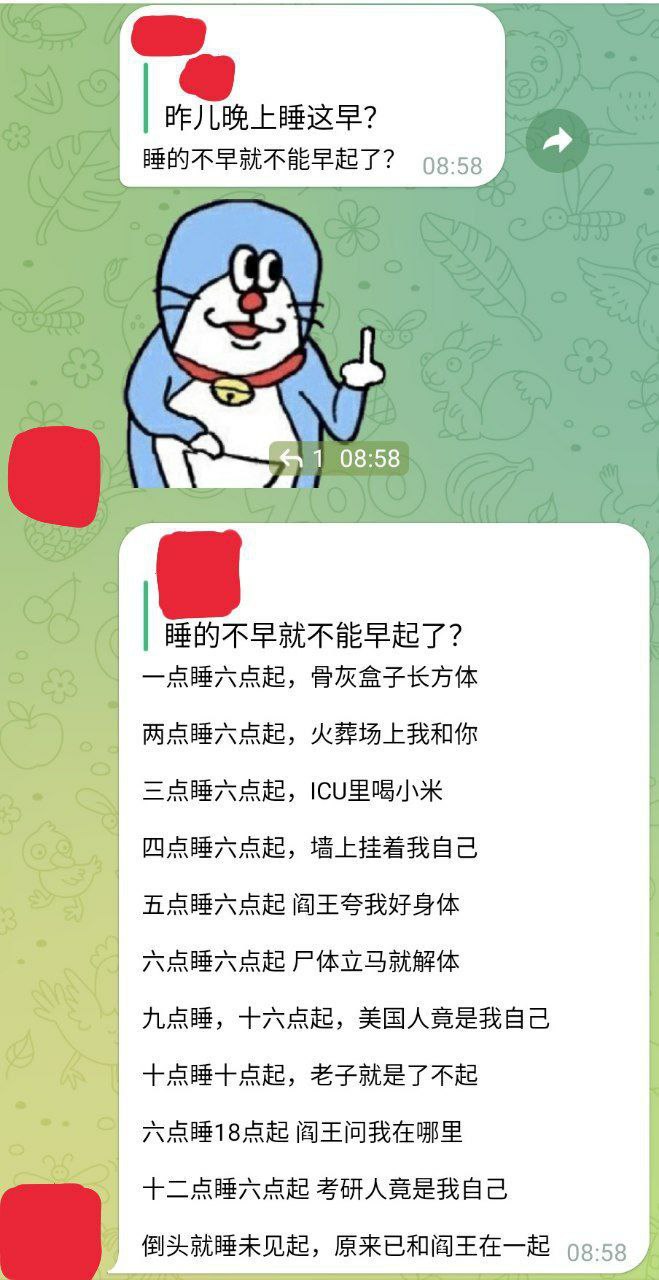 昨儿晚上睡这早？
睡的不早就不能早起了？
08:58
1 08:58
睡的不早就不能早起了？
一点睡六点起，骨灰盒子长方体
两点睡六点起，火葬场上我和你
三点睡六点起，ICU里喝小米
四点睡六点起，墙上挂着我自己
五点睡六点起 阎王夸我好身体
六点睡六点起 尸体立马就解体
九点睡，十六点起，美国人竟是我自己
十点睡十点起，老子就是了不起
六点睡18点起 阎王问我在哪里
十二点睡六点起 考研人竟是我自己
倒头就睡未见起，原来已和阎王在一起
08:58